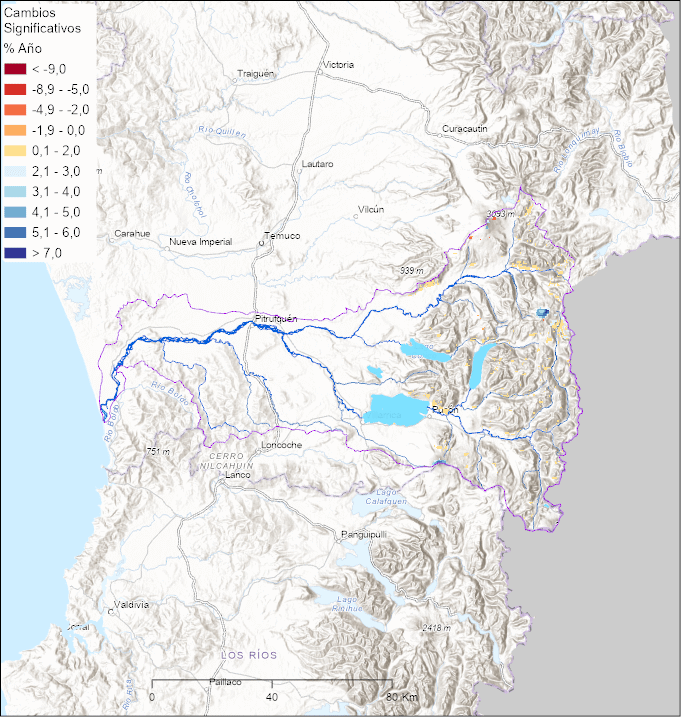 Cambios
Significativos
% Año
< -9,0
-8,9 - -5,0
-4,9 - -2,0
-1,9 - 0,0
0,1 - 2,0
2,1 - 3,0
3,1 - 4,0
4,1 - 5,0
5,1 - 6,0
> 7,0
Victoria
Traiguén
Río Quillen
Curacautín
Río Biobío
Lautaro
Río Cholchol
m
Vilcún
3093 m
Carahue
Nueva Imperial
Temuco
939 m
Pitrufquén
Pucón
Río Boldo
751 m
Loncoche
CERRO
NILCAHUIN
Lanco
Lago
Calafquen
Panguipulli
Lago
Riñihue
Valdivia
2418 m
LOS RÍOS
Paillaco
0 40 80 Km